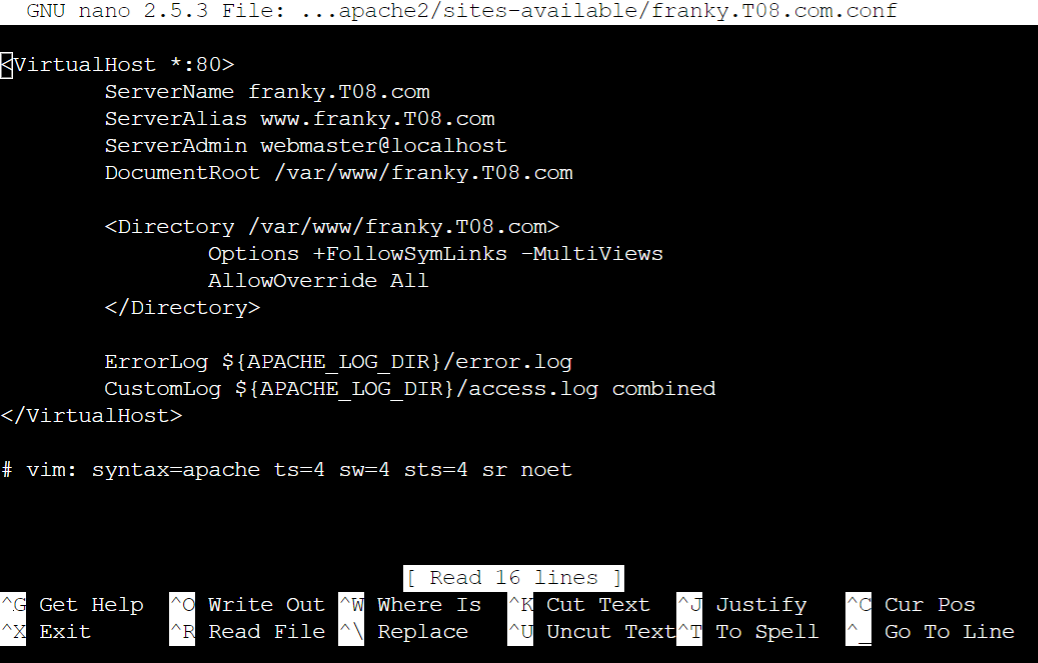 GNU nano 2.5.3 File: ...apache2/sites-available/franky.T08.com.conf
<VirtualHost *:80>
ServerName franky.T08.com
ServerAlias www.franky.T08.com
ServerAdmin webmaster@localhost
DocumentRoot /var/www/franky.T08.com
<Directory /var/www/franky.T08.com>
Options +FollowSymLinks -MultiViews
AllowOverride All
</Directory>
ErrorLog ${APACHE_LOG_DIR}/error.log
CustomLog ${APACHE_LOG_DIR}/access.log combined
</VirtualHost>
# vim: syntax=apache ts=4 sw=4 sts=4 sr noet
[ Read 16 lines ]
^G Get Help ^O Write Out ^W Where Is ^K Cut Text ^J Justify ^C Cur Pos
^X Exit ^R Read File ^\ Replace ^U Uncut Text ^T To Spell ^_ Go To Line